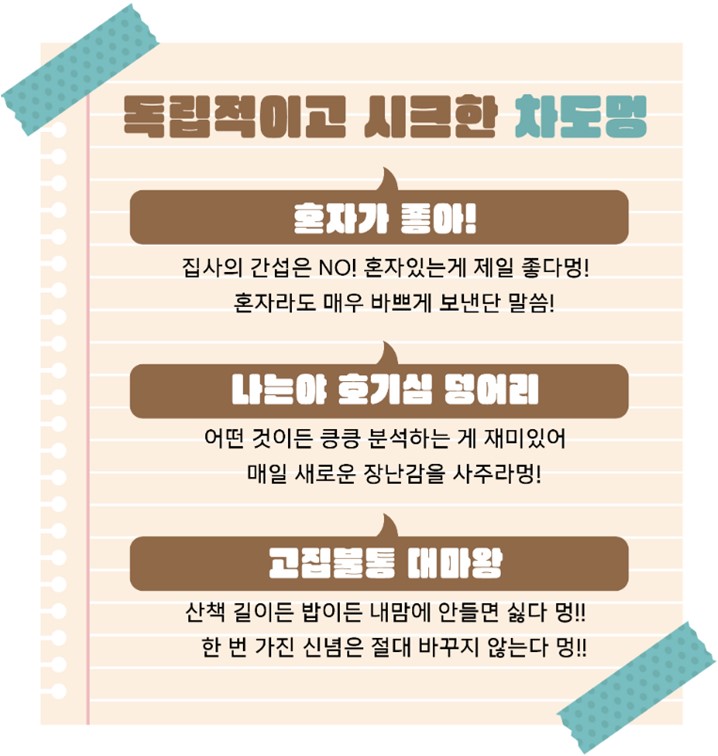 독립적이고 시크한 차도멍
혼자가 좋아!
집사의 간섭은 NO! 혼자있는게 제일 좋다멍!
혼자라도 매우 바쁘게 보낸단 말씀!
나는야 호기심 덩어리
어떤 것이든 킁킁 분석하는 게 재미있어
매일 새로운 장난감을 사주라멍!
고집불통 대마왕
산책 길이든 밥이든 내맘에 안들면 싫다 멍!!
한 번 가진 신념은 절대 바꾸지 않는다 멍!!